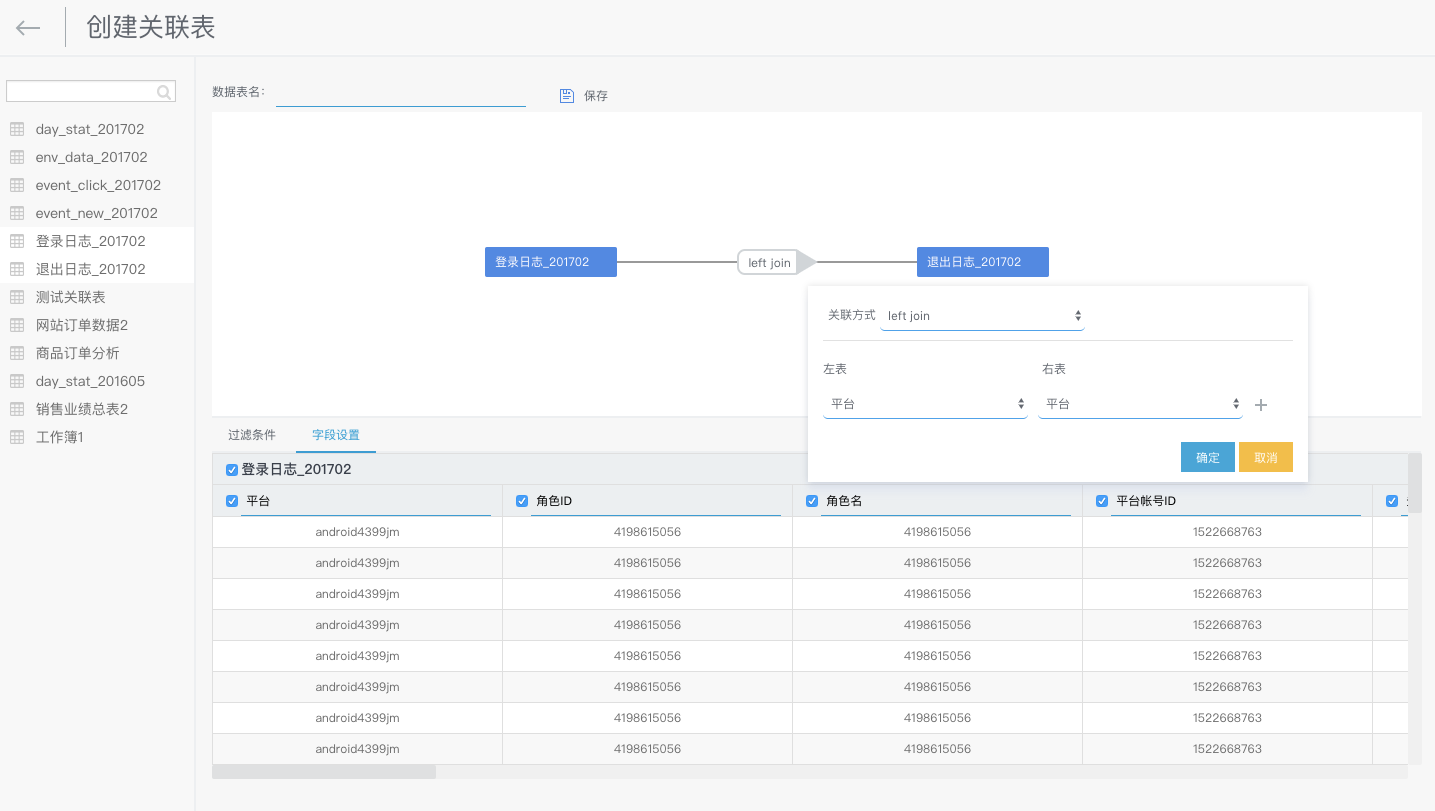 创建关联表
day_stat_201702
env_data_201702
event_click_201702
event_new_201702
登录日志_201702
退出日志_201702
测试关联表
网站订单数据2
商品订单分析
day_stat_201605
销售业绩总表2
工作簿1
数据表名： 保存
登录日志_201702 left join 退出日志_201702
关联方式 left join
左表 右表
平台 平台
确定 取消
过滤条件 字段设置
登录日志_201702
平台 角色ID 角色名 平台帐号ID
android4399jm 4198615056 4198615056 1522668763
android4399jm 4198615056 4198615056 1522668763
android4399jm 4198615056 4198615056 1522668763
android4399jm 4198615056 4198615056 1522668763
android4399jm 4198615056 4198615056 1522668763
android4399jm 4198615056 4198615056 1522668763
android4399jm 4198615056 4198615056 1522668763
android4399jm 4198615056 4198615056 1522668763